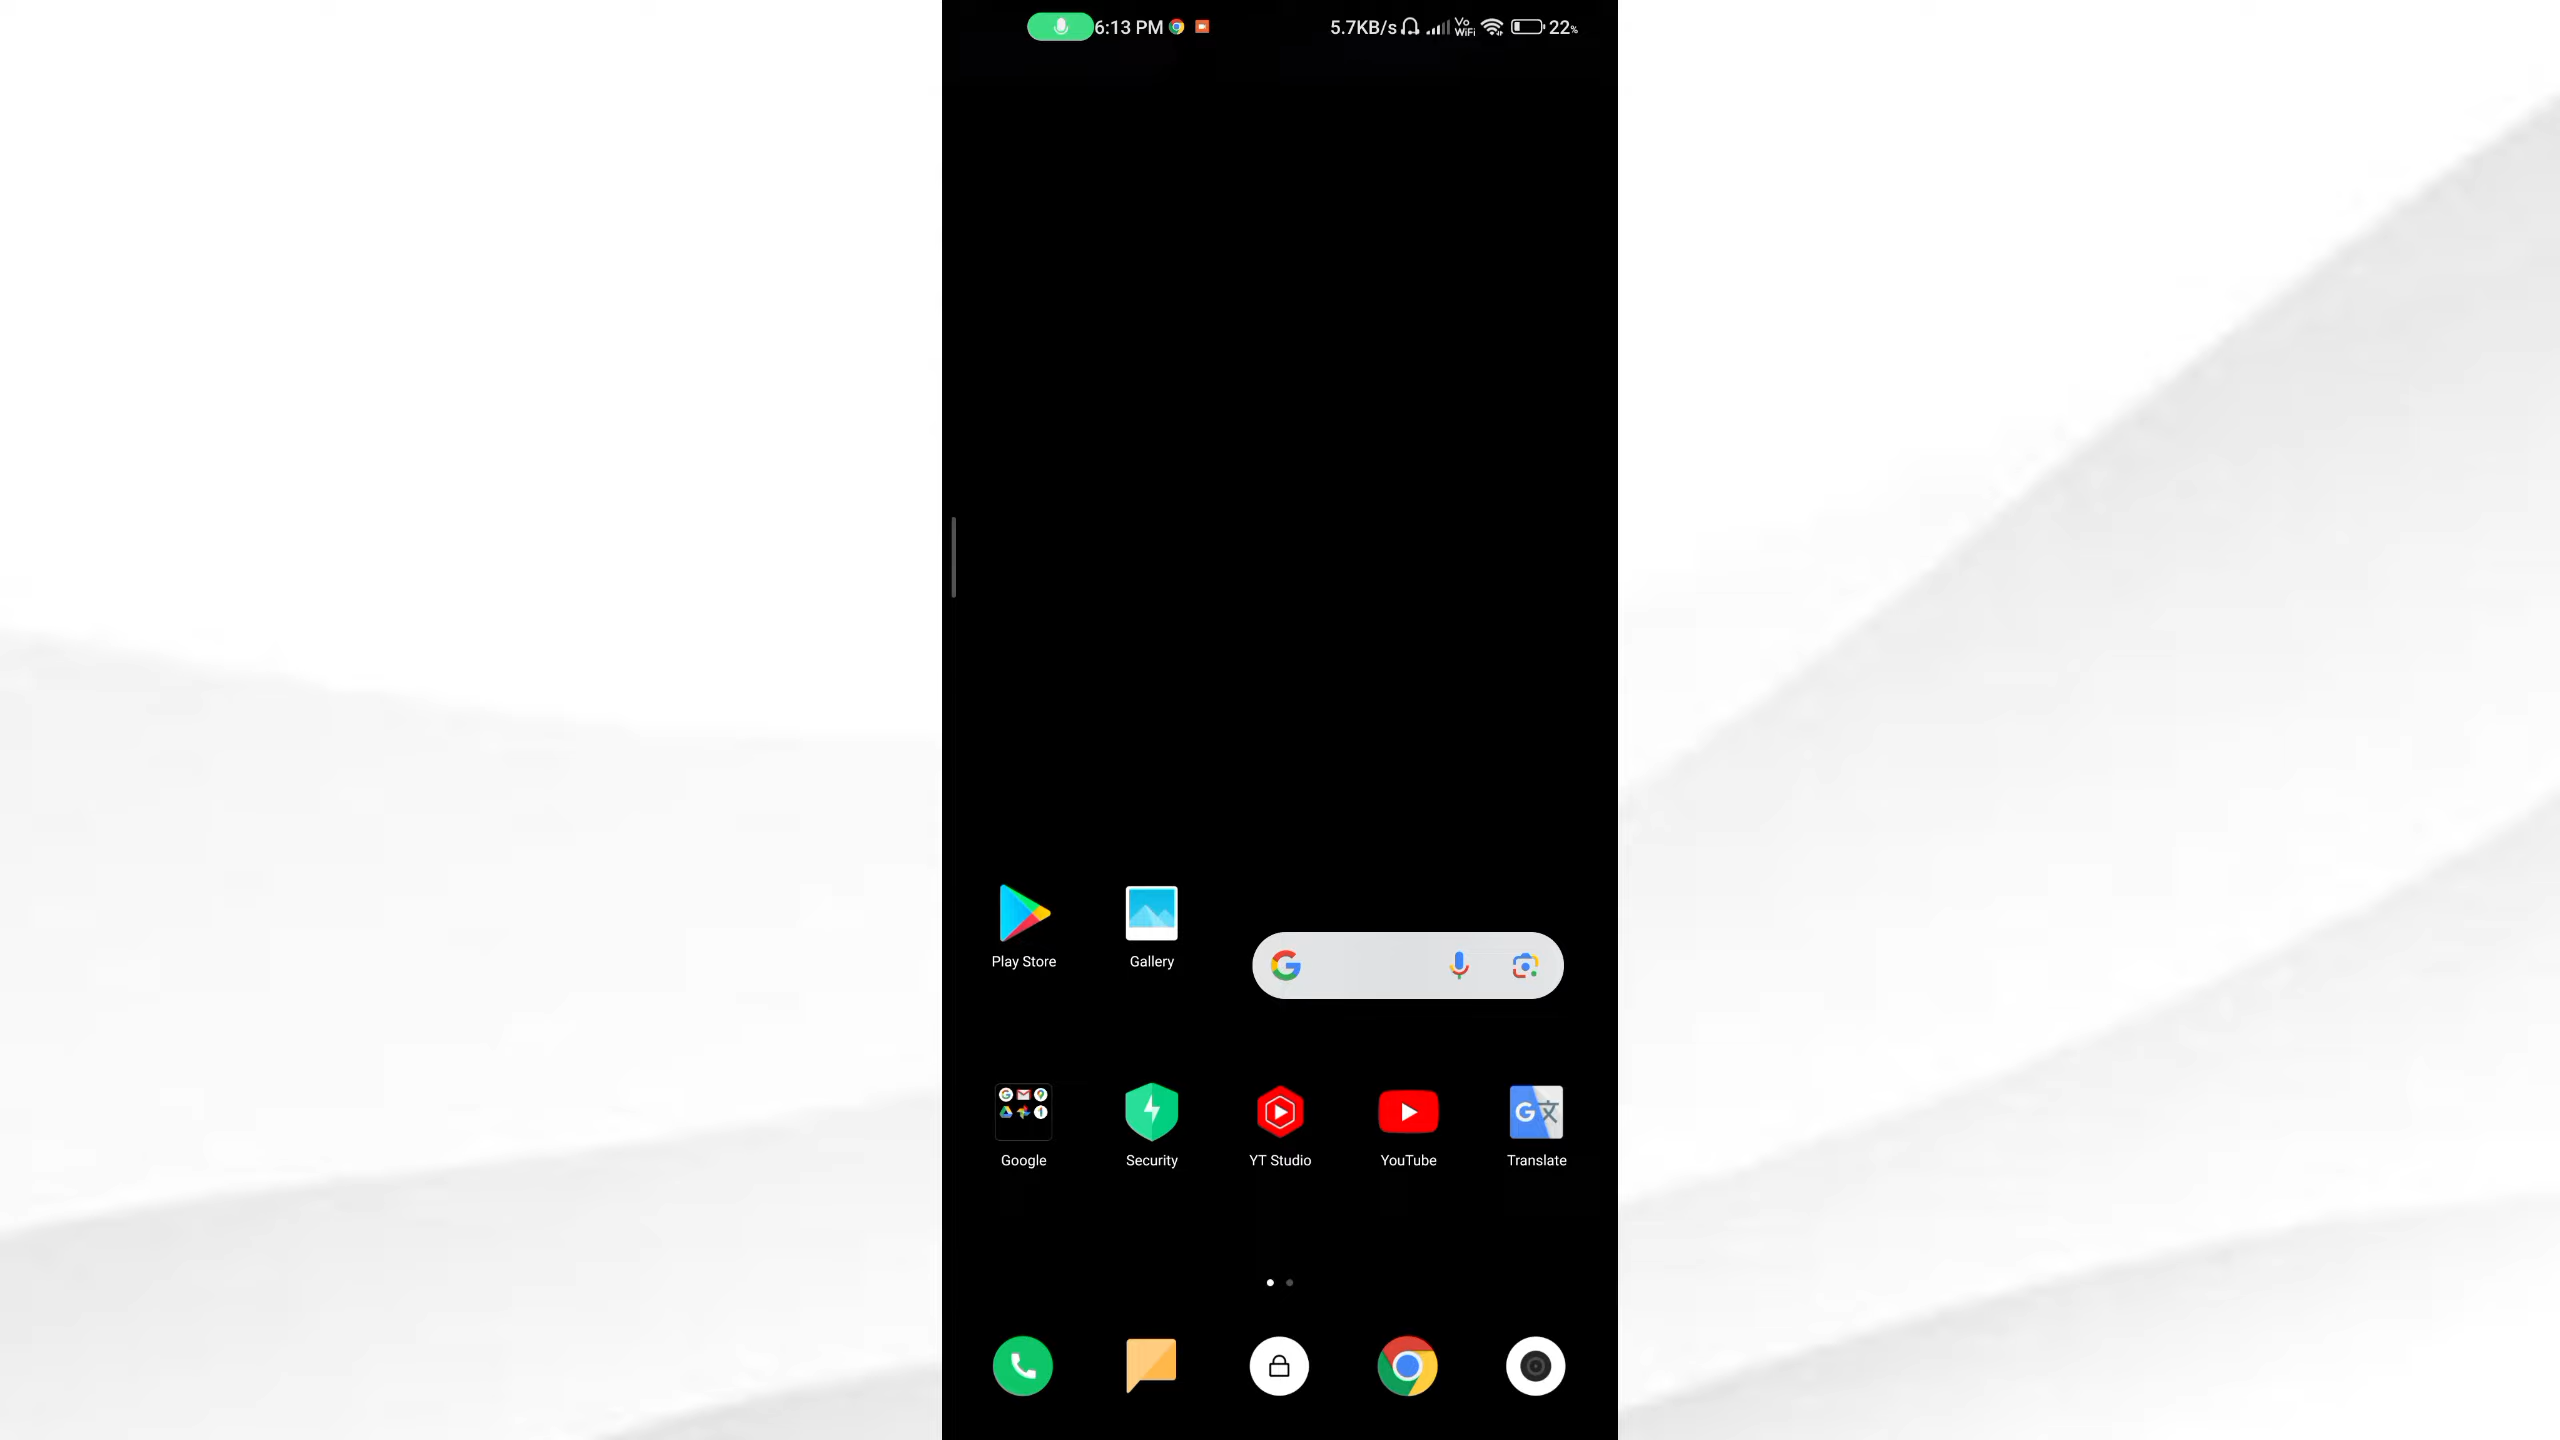 6:13 PM 5.7KB/s Vo WiFi 22%
Play Store Gallery
Google Security YT Studio YouTube Translate